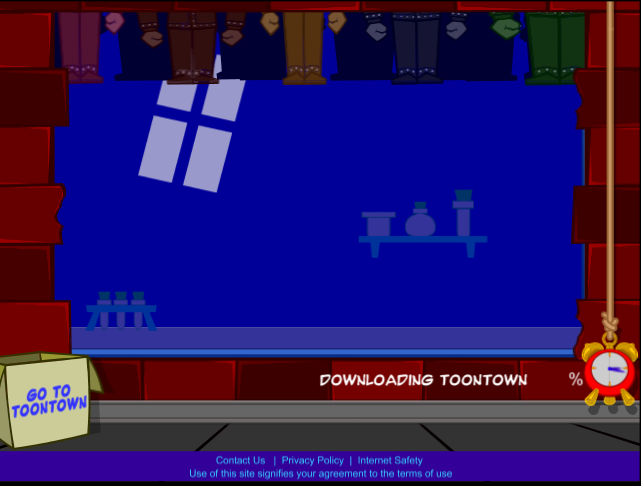 DOWNLOADING TOONTOWN %
GO TO
TOONTOWN
Contact Us | Privacy Policy | Internet Safety
Use of this site signifies your agreement to the terms of use